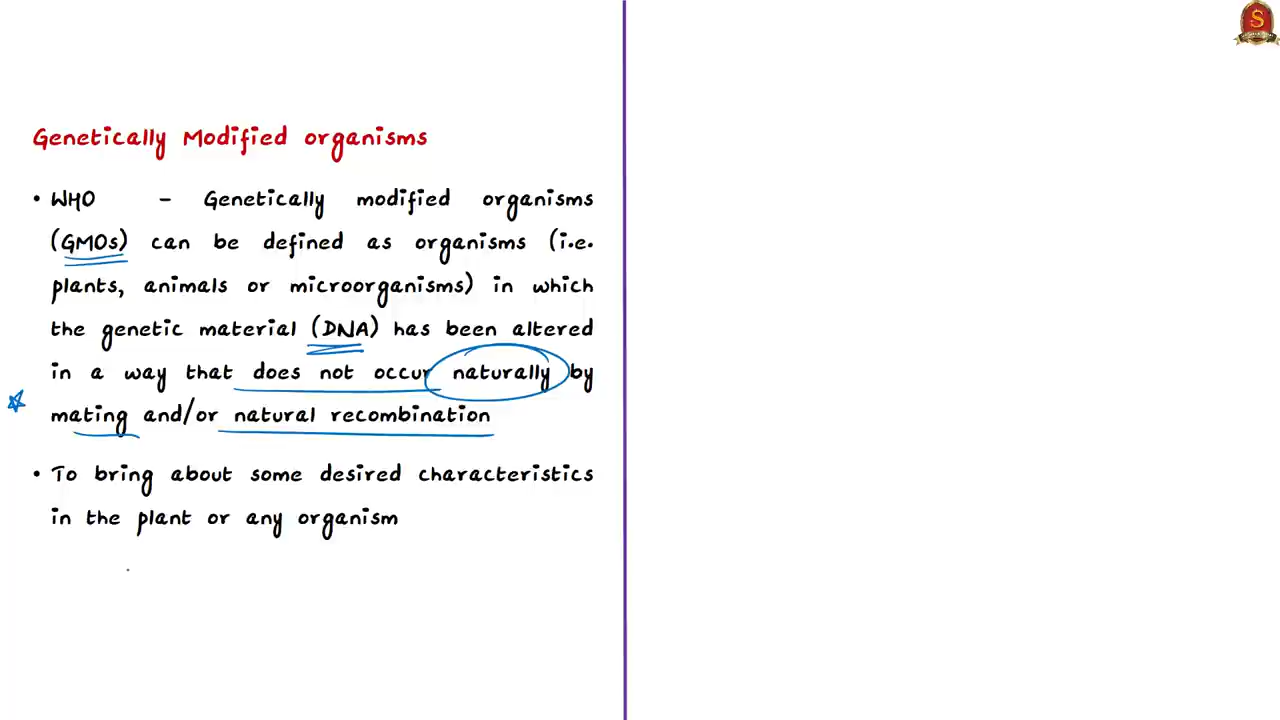 S
Genetically Modified organisms
• WHO - Genetically modified organisms
(GMOs) can be defined as organisms (i.e.
plants, animals or microorganisms) in which
the genetic material (DNA) has been altered
in a way that does not occur naturally by
mating and/or natural recombination
• To bring about some desired characteristics
in the plant or any organism